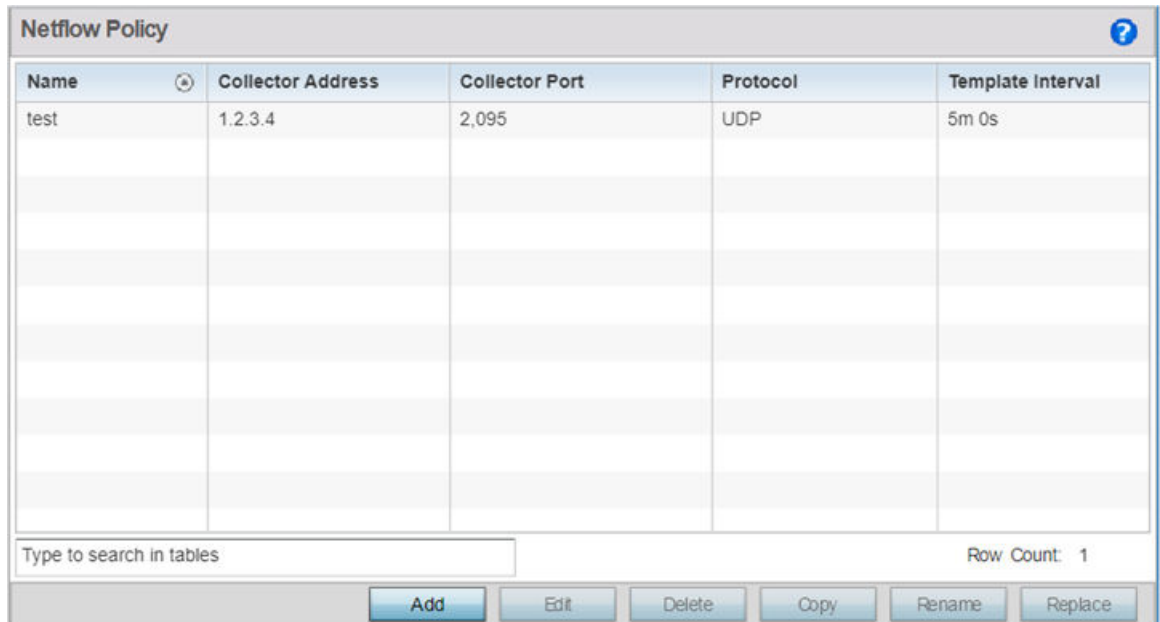 Netflow Policy ?
Name Collector Address Collector Port Protocol Template Interval
test 1.2.3.4 2,095 UDP 5m 0s
Type to search in tables Row Count: 1
Add Edit Delete Copy Rename Replace